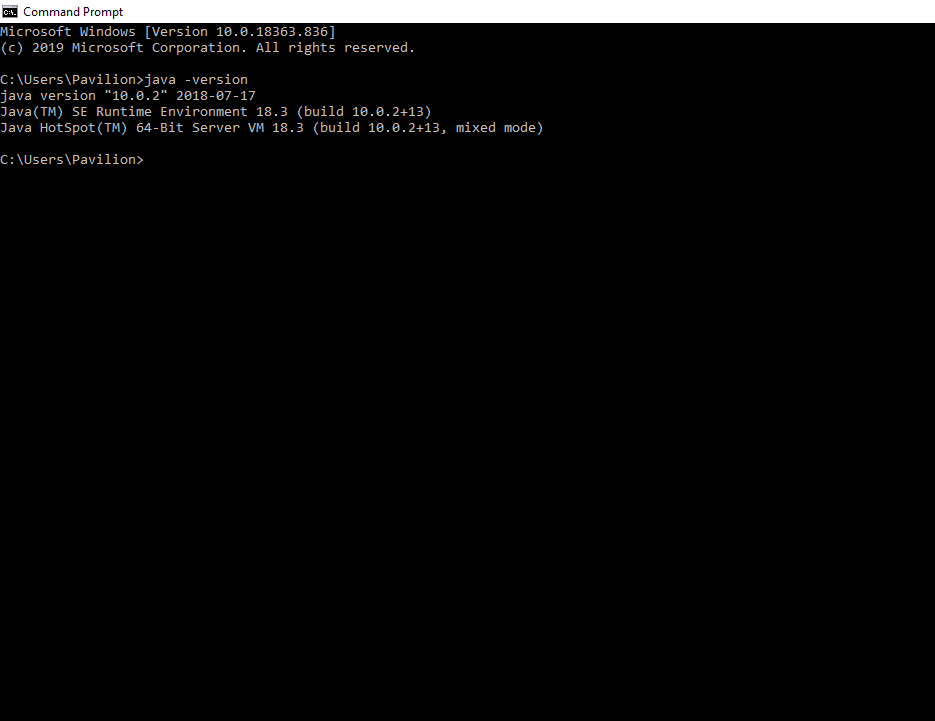 Command Prompt
Microsoft Windows [Version 10.0.18363.836]
(c) 2019 Microsoft Corporation. All rights reserved.
C:\Users\Pavilion>java -version
java version "10.0.2" 2018-07-17
Java(TM) SE Runtime Environment 18.3 (build 10.0.2+13)
Java HotSpot(TM) 64-Bit Server VM 18.3 (build 10.0.2+13, mixed mode)
C:\Users\Pavilion>